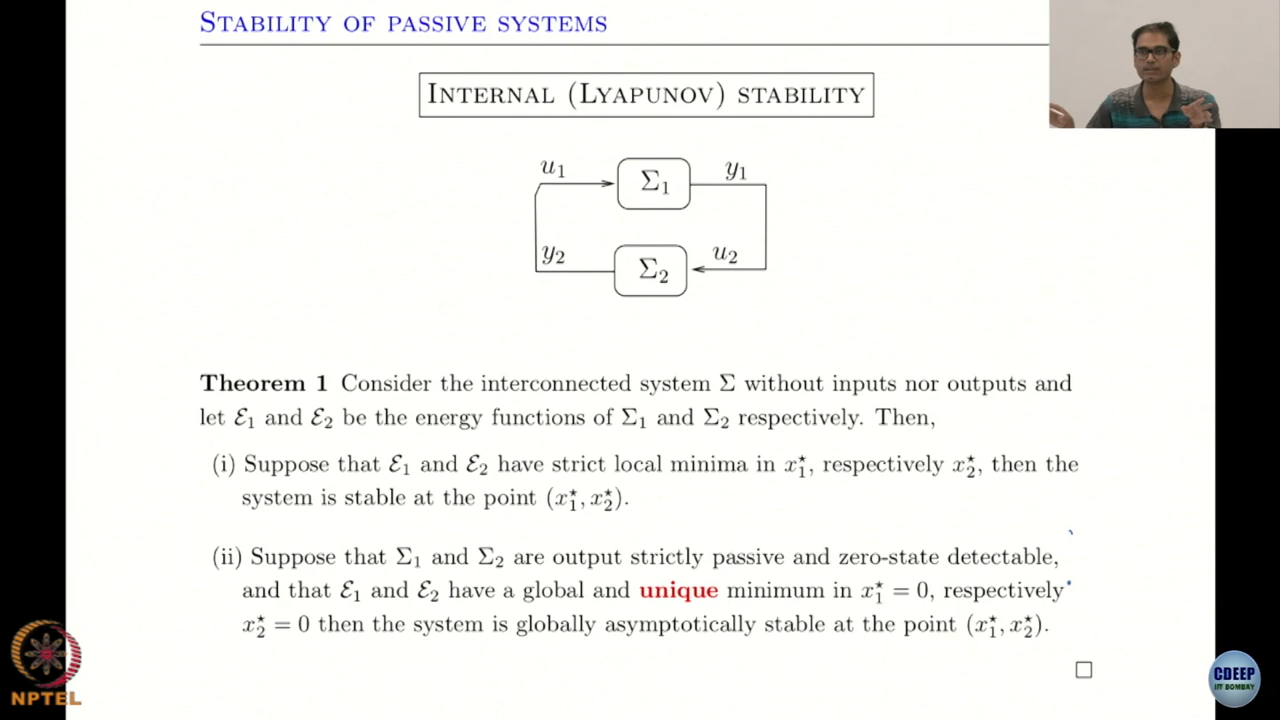 STABILITY OF PASSIVE SYSTEMS
INTERNAL (LYAPUNOV) STABILITY
u₁ Σ₁ y₁
y₂ Σ₂ u₂
Theorem 1 Consider the interconnected system Σ without inputs nor outputs and
let ℰ₁ and ℰ₂ be the energy functions of Σ₁ and Σ₂ respectively. Then,
(i) Suppose that ℰ₁ and ℰ₂ have strict local minima in x₁⋆, respectively x₂⋆, then the
system is stable at the point (x₁⋆, x₂⋆).
(ii) Suppose that Σ₁ and Σ₂ are output strictly passive and zero-state detectable,
and that ℰ₁ and ℰ₂ have a global and unique minimum in x₁⋆ = 0, respectively
x₂⋆ = 0 then the system is globally asymptotically stable at the point (x₁⋆, x₂⋆).
NPTEL
CDEEP
IIT BOMBAY